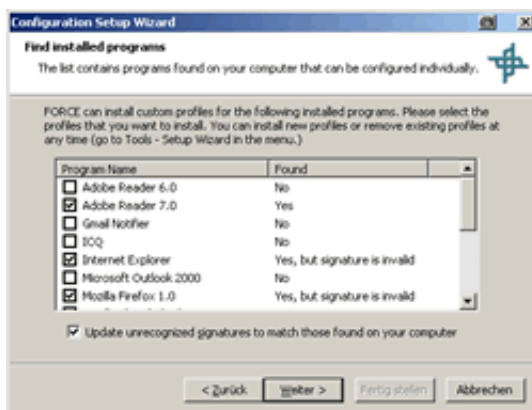 Configuration Setup Wizard
Find installed programs
The list contains programs found on your computer that can be configured individually.
FORCE can install custom profiles for the following installed programs. Please select the
profiles that you want to install. You can install new profiles or remove existing profiles at
any time (go to Tools - Setup Wizard in the menu.)
Program Name Found
Adobe Reader 6.0 No
Adobe Reader 7.0 Yes
Gmail Notifier No
ICQ No
Internet Explorer Yes, but signature is invalid
Microsoft Outlook 2000 No
Mozilla Firefox 1.0 Yes, but signature is invalid
Update unrecognized signatures to match those found on your computer
< Zurück Weiter > Fertig stellen Abbrechen